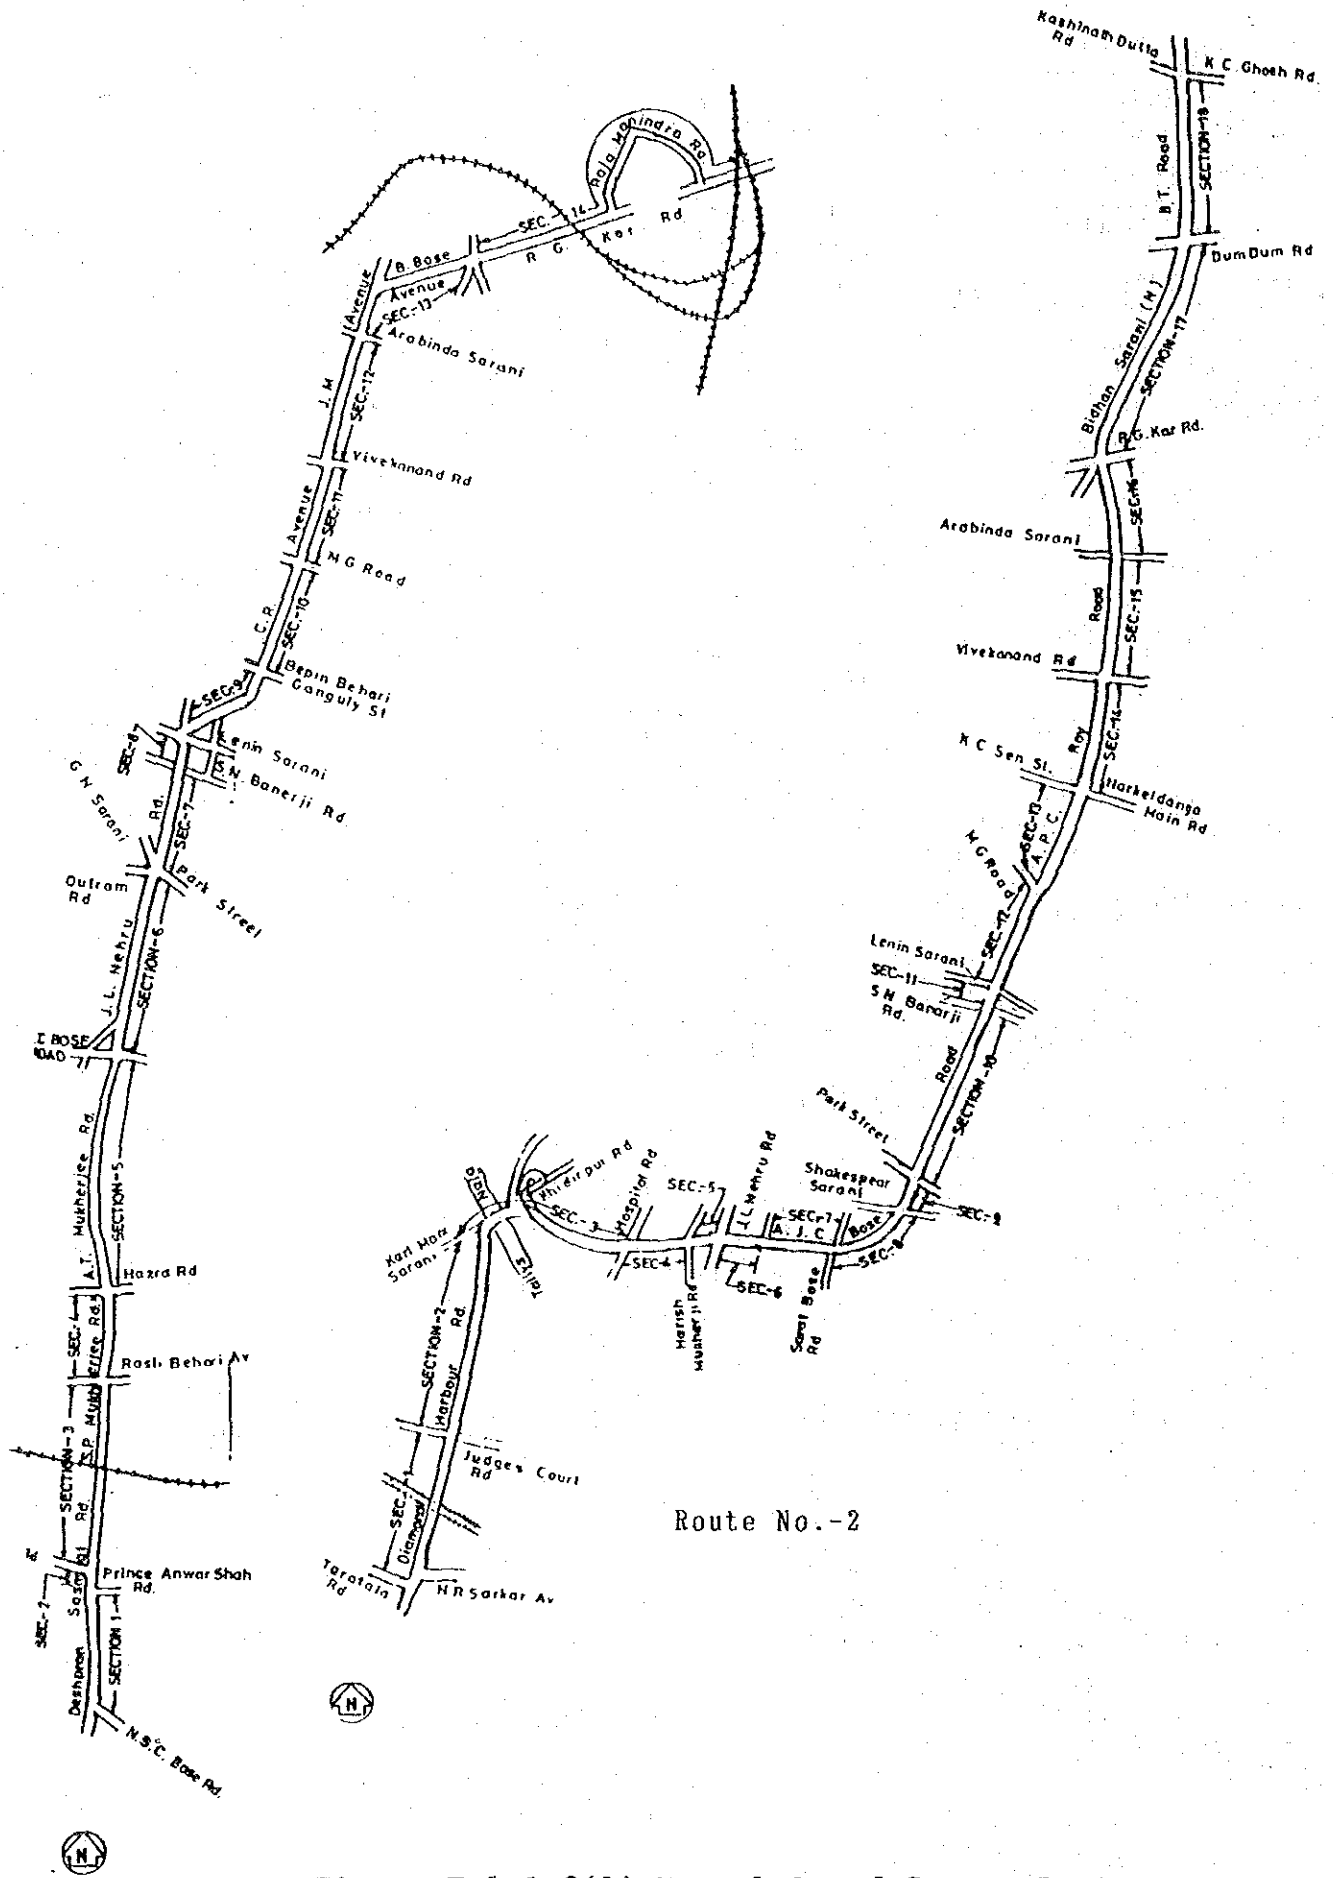 Kashinath Dutta
Rd
K C. Ghosh Rd.
SECTION-18
B.T. Road
DumDum Rd
Bidhan Sarani (N)
SECTION-17
R.G. Kar Rd.
SEC.-16
Arabinda Sarani
Road
SEC.-15
Vivekanand Rd
SEC.-14
Roy
K C Sen St.
Narkeldanga
Main Rd
SEC-13
A. P. C.
M G Road
SEC-12
Lenin Sarani
SEC-11
S N Banarji
Rd.
Road
SECTION-10
Park Street
Shakespear
Sarani
SEC-9
Bose
SEC-8
SEC-7
A. J. C
Sarat Bose
Rd
J L Nehru Rd
SEC-6
SEC-5
Harish
Mukherji Rd
SEC-4
Hospital Rd
SEC-3
Khidirpur Rd
Nala
Tollys
Karl Marx
Sarani
SECTION-2
Rd.
Harbour
Judges Court
Rd
SEC-1
Diamond
Taratala
Rd
N R Sarkar Av
N
Route No.-2
Raja Manindra Rd.
SEC. - 14
R. G. Kar Rd
B. Bose
Avenue
SEC.-13
Avenue
Arabinda Sarani
SEC.-12
J. M
Vivekanand Rd
SEC.-11
Avenue
M G Road
SEC.-10
C. R.
Bepin Behari
Ganguly St
SEC-9
Lenin Sarani
SEC-8
S. N. Banerji Rd.
G N Sarani
Rd.
SEC-7
Outram
Rd
Park Street
J. L. Nehru
SECTION-6
BOSE
A.T. Mukherjee Rd.
SECTION-5
Hazra Rd
SEC.-4
S.P. Mukherjee Rd.
Rash Behari Av
SECTION-3
Rd.
Prince Anwar Shah
Rd.
SEC-2
Deshpran
SECTION 1
N.S.C. Bose Rd.
N